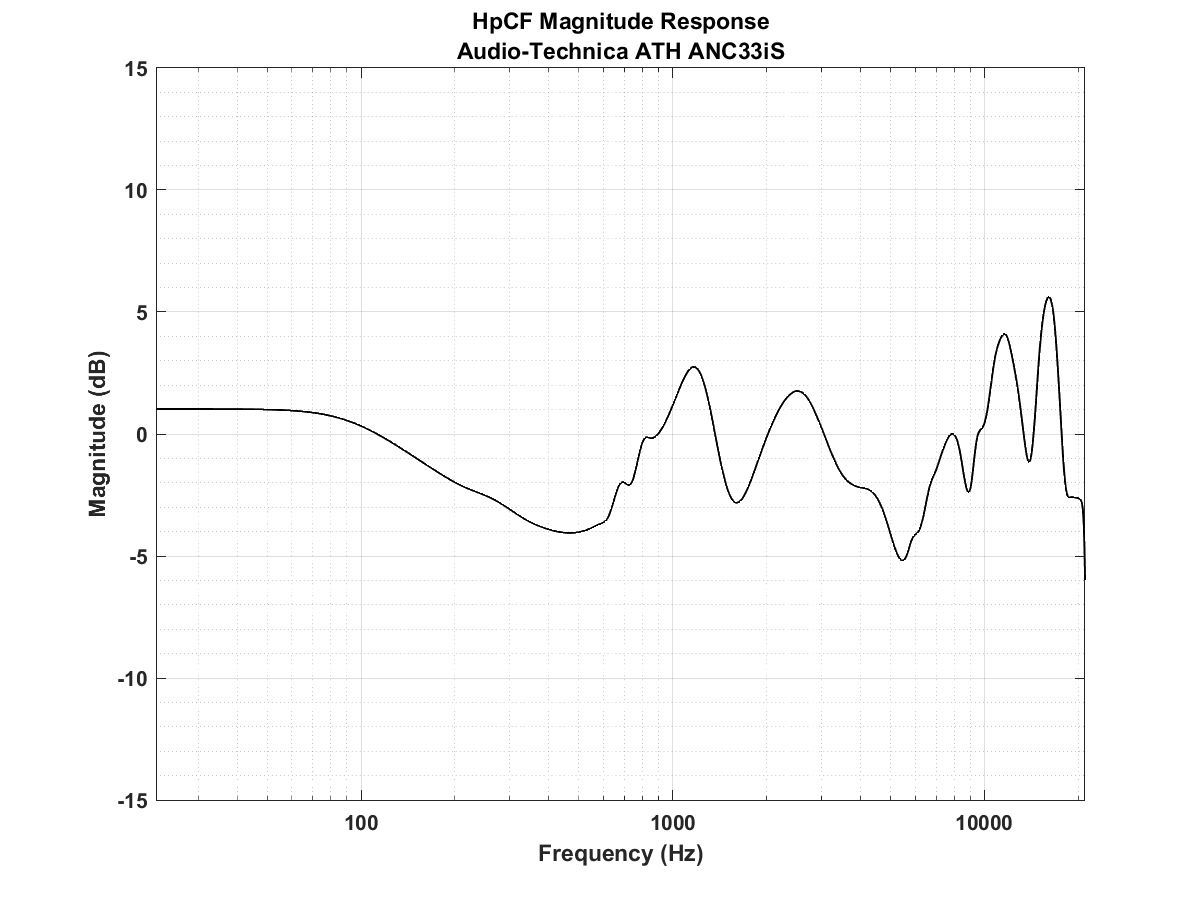 HpCF Magnitude Response
Audio-Technica ATH ANC33iS
15
10
5
0
-5
-10
-15
Magnitude (dB)
100
1000
10000
Frequency (Hz)